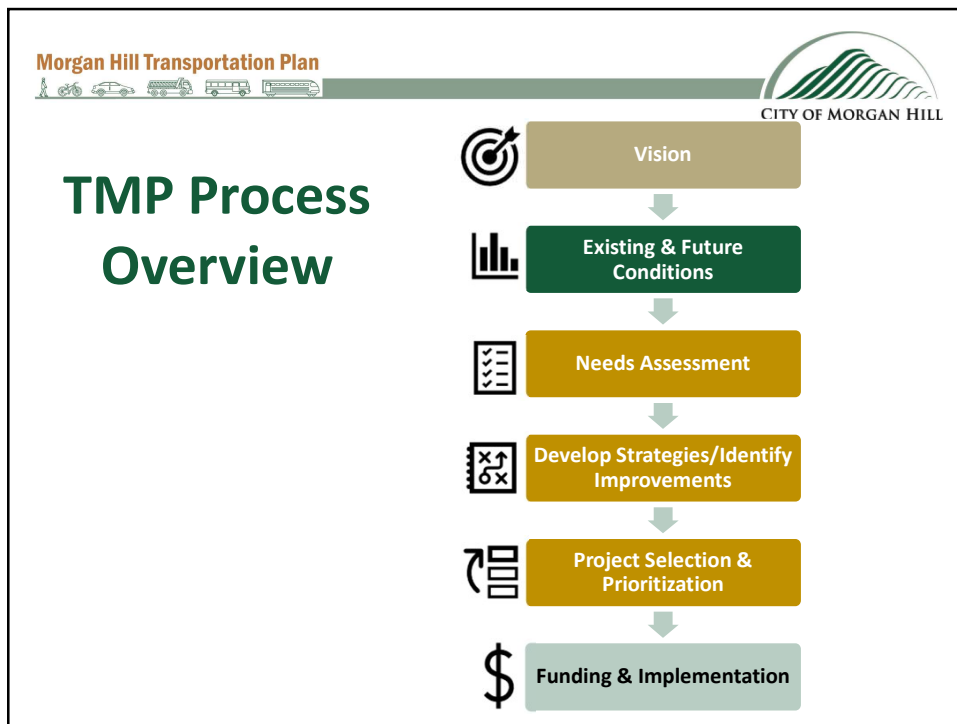 Morgan Hill Transportation Plan
CITY OF MORGAN HILL
TMP Process
Overview
Vision
Existing & Future
Conditions
Needs Assessment
Develop Strategies/Identify
Improvements
Project Selection &
Prioritization
$
Funding & Implementation